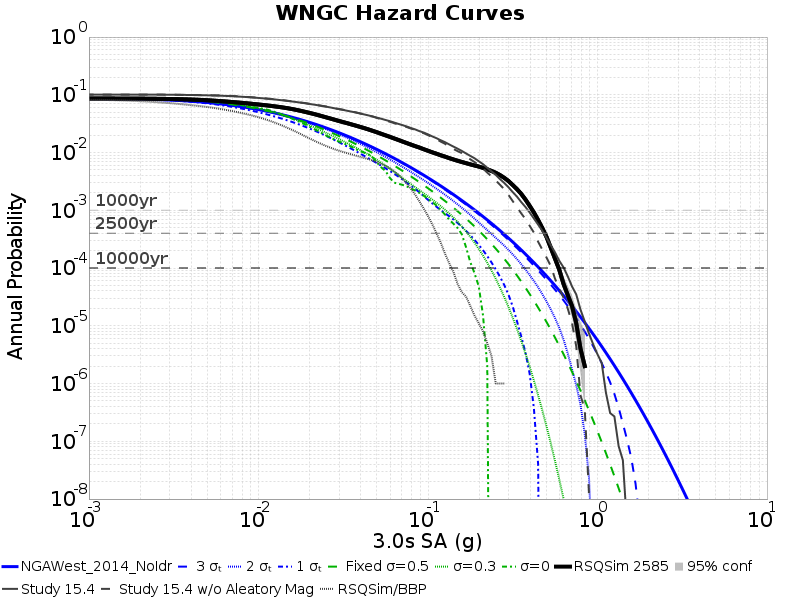 WNGC Hazard Curves
Annual Probability
10^0
10^-1
10^-2
10^-3
10^-4
10^-5
10^-6
10^-7
10^-8
1000yr
2500yr
10000yr
10^-3 10^-2 10^-1 10^0 10^1
3.0s SA (g)
NGAWest_2014_NoIdr 3 σₜ 2 σₜ 1 σₜ Fixed σ=0.5 σ=0.3 σ=0 RSQSim 2585 95% conf
Study 15.4 Study 15.4 w/o Aleatory Mag RSQSim/BBP